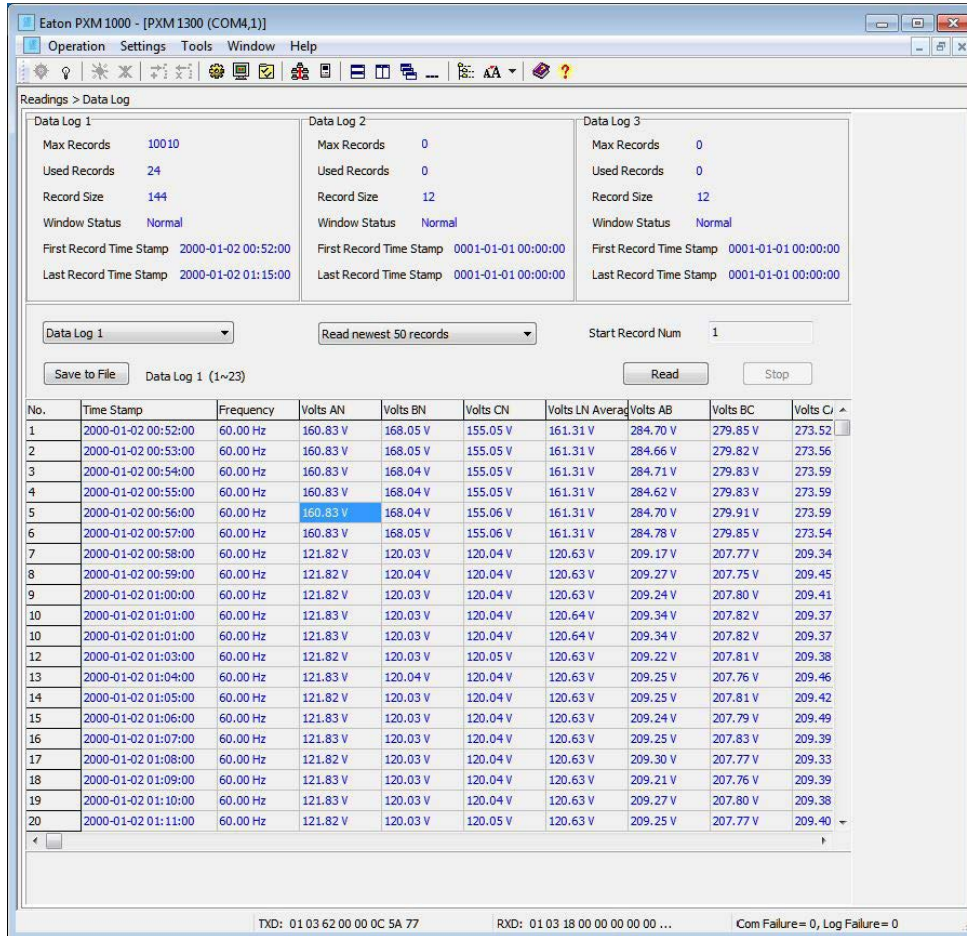 Eaton PXM 1000 - [PXM 1300 (COM4,1)]
Operation Settings Tools Window Help
Readings > Data Log
Data Log 1 Data Log 2 Data Log 3
Max Records 10010 Max Records 0 Max Records 0
Used Records 24 Used Records 0 Used Records 0
Record Size 144 Record Size 12 Record Size 12
Window Status Normal Window Status Normal Window Status Normal
First Record Time Stamp 2000-01-02 00:52:00 First Record Time Stamp 0001-01-01 00:00:00 First Record Time Stamp 0001-01-01 00:00:00
Last Record Time Stamp 2000-01-02 01:15:00 Last Record Time Stamp 0001-01-01 00:00:00 Last Record Time Stamp 0001-01-01 00:00:00
Data Log 1 Read newest 50 records Start Record Num 1
Save to File Data Log 1 (1~23) Read Stop
No. Time Stamp Frequency Volts AN Volts BN Volts CN Volts LN Averag Volts AB Volts BC Volts CA
1 2000-01-02 00:52:00 60.00 Hz 160.83 V 168.05 V 155.05 V 161.31 V 284.70 V 279.85 V 273.52
2 2000-01-02 00:53:00 60.00 Hz 160.83 V 168.05 V 155.05 V 161.31 V 284.66 V 279.82 V 273.56
3 2000-01-02 00:54:00 60.00 Hz 160.83 V 168.04 V 155.05 V 161.31 V 284.71 V 279.83 V 273.59
4 2000-01-02 00:55:00 60.00 Hz 160.83 V 168.04 V 155.05 V 161.31 V 284.62 V 279.83 V 273.59
5 2000-01-02 00:56:00 60.00 Hz 160.83 V 168.04 V 155.06 V 161.31 V 284.70 V 279.91 V 273.59
6 2000-01-02 00:57:00 60.00 Hz 160.83 V 168.05 V 155.06 V 161.31 V 284.78 V 279.85 V 273.54
7 2000-01-02 00:58:00 60.00 Hz 121.82 V 120.03 V 120.04 V 120.63 V 209.17 V 207.77 V 209.34
8 2000-01-02 00:59:00 60.00 Hz 121.82 V 120.04 V 120.04 V 120.63 V 209.27 V 207.75 V 209.45
9 2000-01-02 01:00:00 60.00 Hz 121.82 V 120.03 V 120.04 V 120.63 V 209.24 V 207.80 V 209.41
10 2000-01-02 01:01:00 60.00 Hz 121.83 V 120.03 V 120.04 V 120.64 V 209.34 V 207.82 V 209.37
10 2000-01-02 01:01:00 60.00 Hz 121.83 V 120.03 V 120.04 V 120.64 V 209.34 V 207.82 V 209.37
12 2000-01-02 01:03:00 60.00 Hz 121.82 V 120.03 V 120.05 V 120.63 V 209.22 V 207.81 V 209.38
13 2000-01-02 01:04:00 60.00 Hz 121.83 V 120.04 V 120.04 V 120.63 V 209.25 V 207.76 V 209.46
14 2000-01-02 01:05:00 60.00 Hz 121.82 V 120.03 V 120.04 V 120.63 V 209.25 V 207.81 V 209.42
15 2000-01-02 01:06:00 60.00 Hz 121.83 V 120.03 V 120.04 V 120.63 V 209.24 V 207.79 V 209.49
16 2000-01-02 01:07:00 60.00 Hz 121.83 V 120.03 V 120.04 V 120.63 V 209.25 V 207.83 V 209.39
17 2000-01-02 01:08:00 60.00 Hz 121.82 V 120.03 V 120.04 V 120.63 V 209.30 V 207.77 V 209.33
18 2000-01-02 01:09:00 60.00 Hz 121.83 V 120.03 V 120.04 V 120.63 V 209.21 V 207.76 V 209.39
19 2000-01-02 01:10:00 60.00 Hz 121.83 V 120.03 V 120.04 V 120.63 V 209.27 V 207.80 V 209.38
20 2000-01-02 01:11:00 60.00 Hz 121.82 V 120.03 V 120.05 V 120.63 V 209.25 V 207.77 V 209.40
TXD: 01 03 62 00 00 0C 5A 77 RXD: 01 03 18 00 00 00 00 00 ... Com Failure= 0, Log Failure= 0